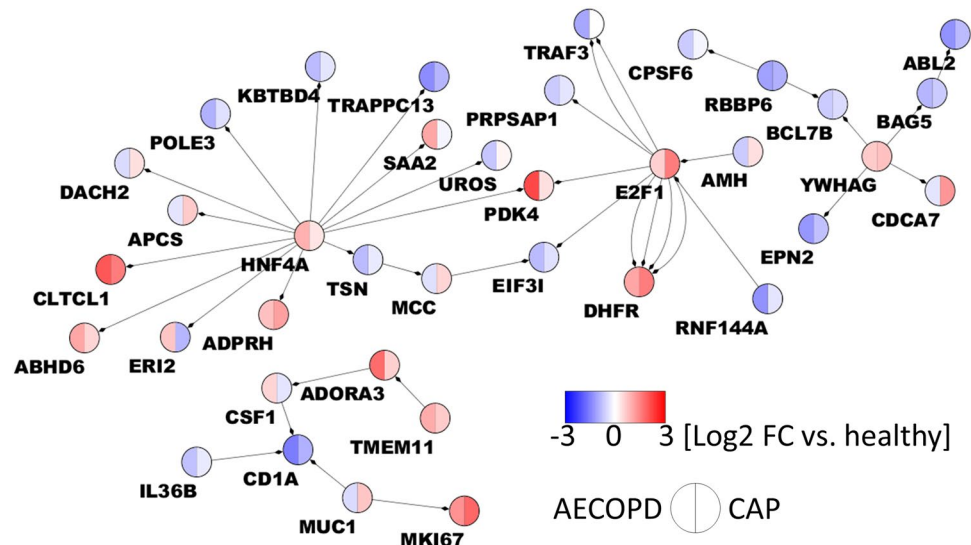 TRAF3
CPSF6
ABL2
KBTBD4
TRAPPC13
RBBP6
PRPSAP1
BCL7B
BAG5
POLE3
SAA2
UROS
DACH2
E2F1
AMH
YWHAG
PDK4
CDCA7
APCS
HNF4A
EPN2
CLTCL1
TSN
EIF3I
MCC
DHFR
RNF144A
ADPRH
ABHD6
ERI2
ADORA3
CSF1
TMEM11
-3 0 3 [Log2 FC vs. healthy]
CD1A
IL36B
AECOPD CAP
MUC1
MKI67